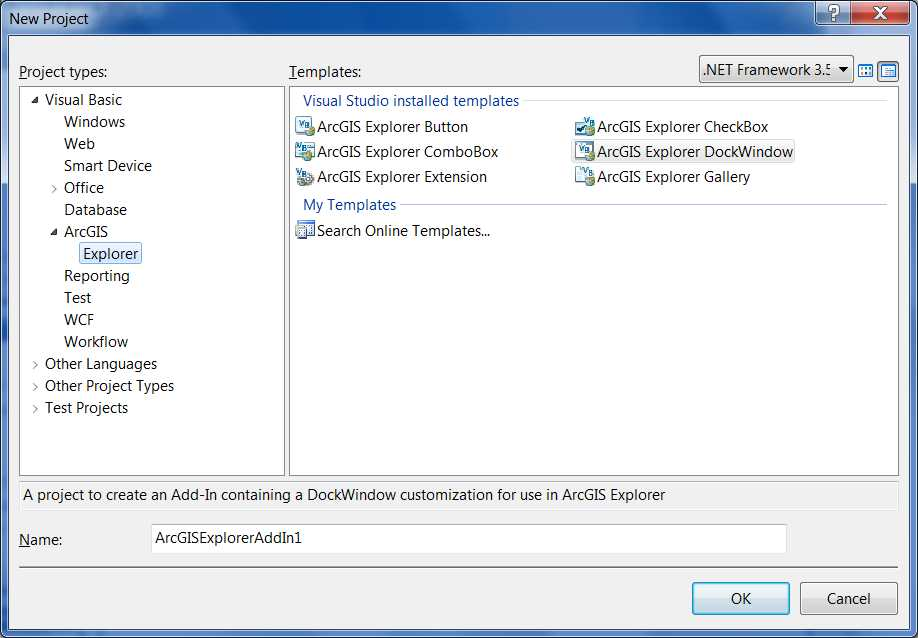 New Project
Project types:
Templates:
.NET Framework 3.5
Visual Basic
Windows
Web
Smart Device
Office
Database
ArcGIS
Explorer
Reporting
Test
WCF
Workflow
Other Languages
Other Project Types
Test Projects
Visual Studio installed templates
ArcGIS Explorer Button
ArcGIS Explorer CheckBox
ArcGIS Explorer ComboBox
ArcGIS Explorer DockWindow
ArcGIS Explorer Extension
ArcGIS Explorer Gallery
My Templates
Search Online Templates...
A project to create an Add-In containing a DockWindow customization for use in ArcGIS Explorer
Name:
ArcGISExplorerAddIn1
OK
Cancel